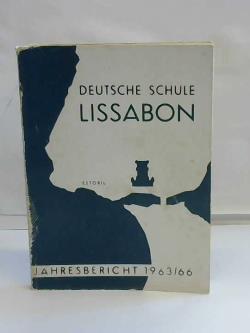 DEUTSCHE SCHULE
LISSABON
ESTORIL
JAHRESBERICHT 1963/66